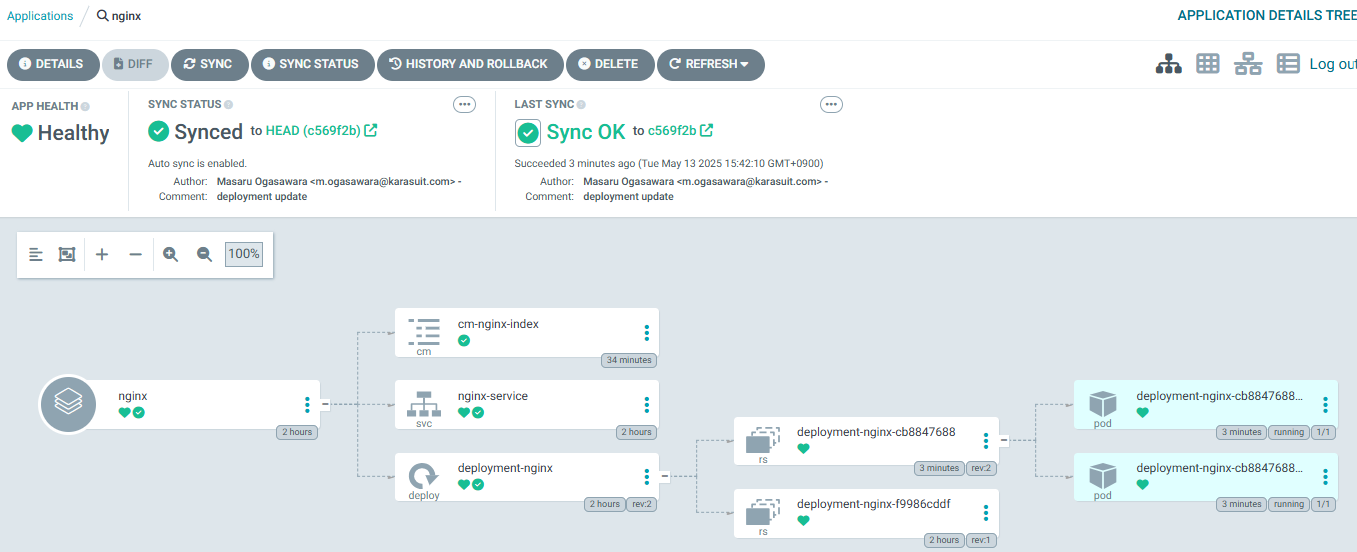 Applications / nginx
APPLICATION DETAILS TREE
DETAILS DIFF SYNC SYNC STATUS HISTORY AND ROLLBACK DELETE REFRESH
Log out
APP HEALTH
Healthy
SYNC STATUS
Synced to HEAD (c569f2b)
Auto sync is enabled.
Author: Masaru Ogasawara <m.ogasawara@karasuit.com> -
Comment: deployment update
LAST SYNC
Sync OK to c569f2b
Succeeded 3 minutes ago (Tue May 13 2025 15:42:10 GMT+0900)
Author: Masaru Ogasawara <m.ogasawara@karasuit.com> -
Comment: deployment update
100%
nginx
2 hours
cm-nginx-index
cm
34 minutes
nginx-service
svc
2 hours
deployment-nginx
deploy
2 hours rev:2
deployment-nginx-cb8847688
rs
3 minutes rev:2
deployment-nginx-f9986cddf
rs
2 hours rev:1
deployment-nginx-cb8847688...
pod
3 minutes running 1/1
deployment-nginx-cb8847688...
pod
3 minutes running 1/1